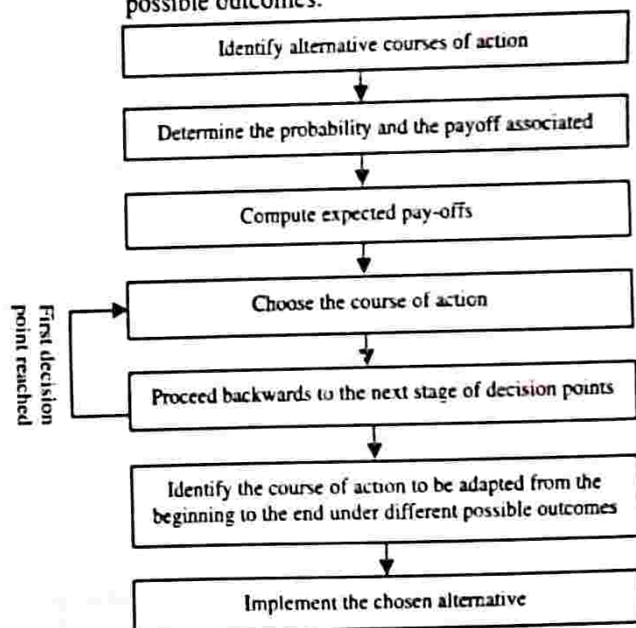 possible outcomes.
Identify alternative courses of action
Determine the probability and the payoff associated
Compute expected pay-offs
Choose the course of action
First decision
point reached
Proceed backwards to the next stage of decision points
Identify the course of action to be adapted from the
beginning to the end under different possible outcomes
Implement the chosen alternative